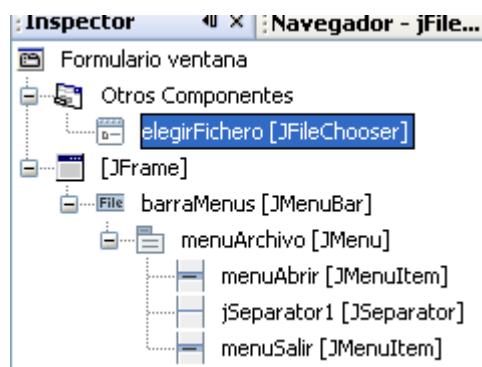 Inspector
Navegador - jFile...
Formulario ventana
Otros Componentes
elegirFichero [JFileChooser]
[JFrame]
File barraMenus [JMenuBar]
menuArchivo [JMenu]
menuAbrir [JMenuItem]
jSeparator1 [JSeparator]
menuSalir [JMenuItem]